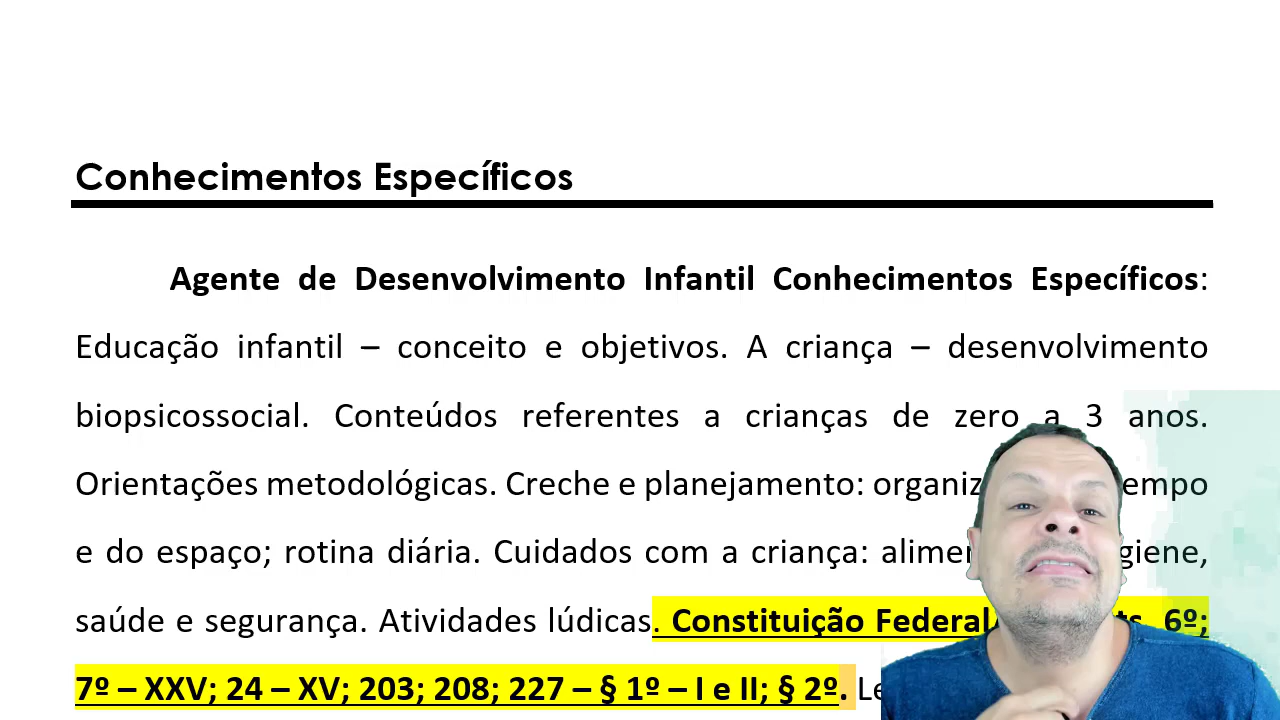 Conhecimentos Específicos
Agente de Desenvolvimento Infantil Conhecimentos Específicos:
Educação infantil – conceito e objetivos. A criança – desenvolvimento
biopsicossocial. Conteúdos referentes a crianças de zero a 3 anos.
Orientações metodológicas. Creche e planejamento:
e do espaço; rotina diária. Cuidados com a criança:
saúde e segurança. Atividades lúdicas. Constituição Federal 6º;
7º – XXV; 24 – XV; 203; 208; 227 – § 1º – I e II; § 2º.